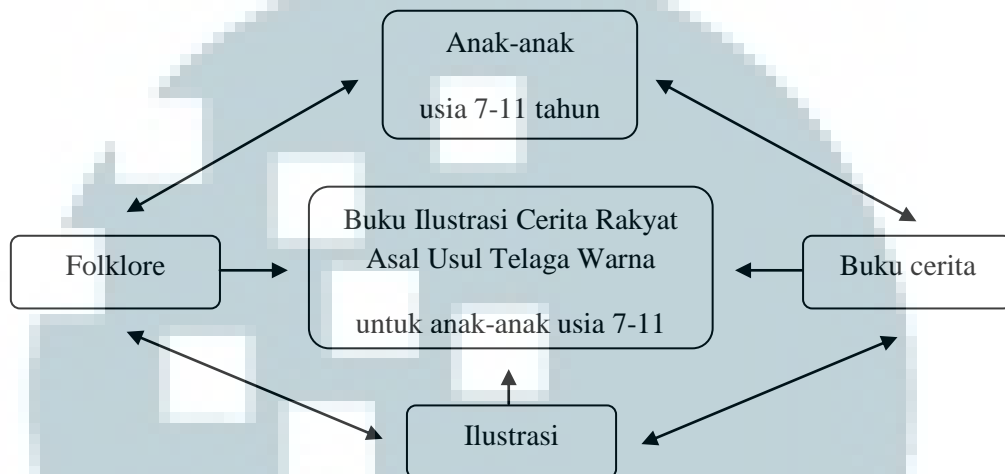 Anak-anak
usia 7-11 tahun
Buku Ilustrasi Cerita Rakyat
Asal Usul Telaga Warna
untuk anak-anak usia 7-11
Folklore
Buku cerita
Ilustrasi